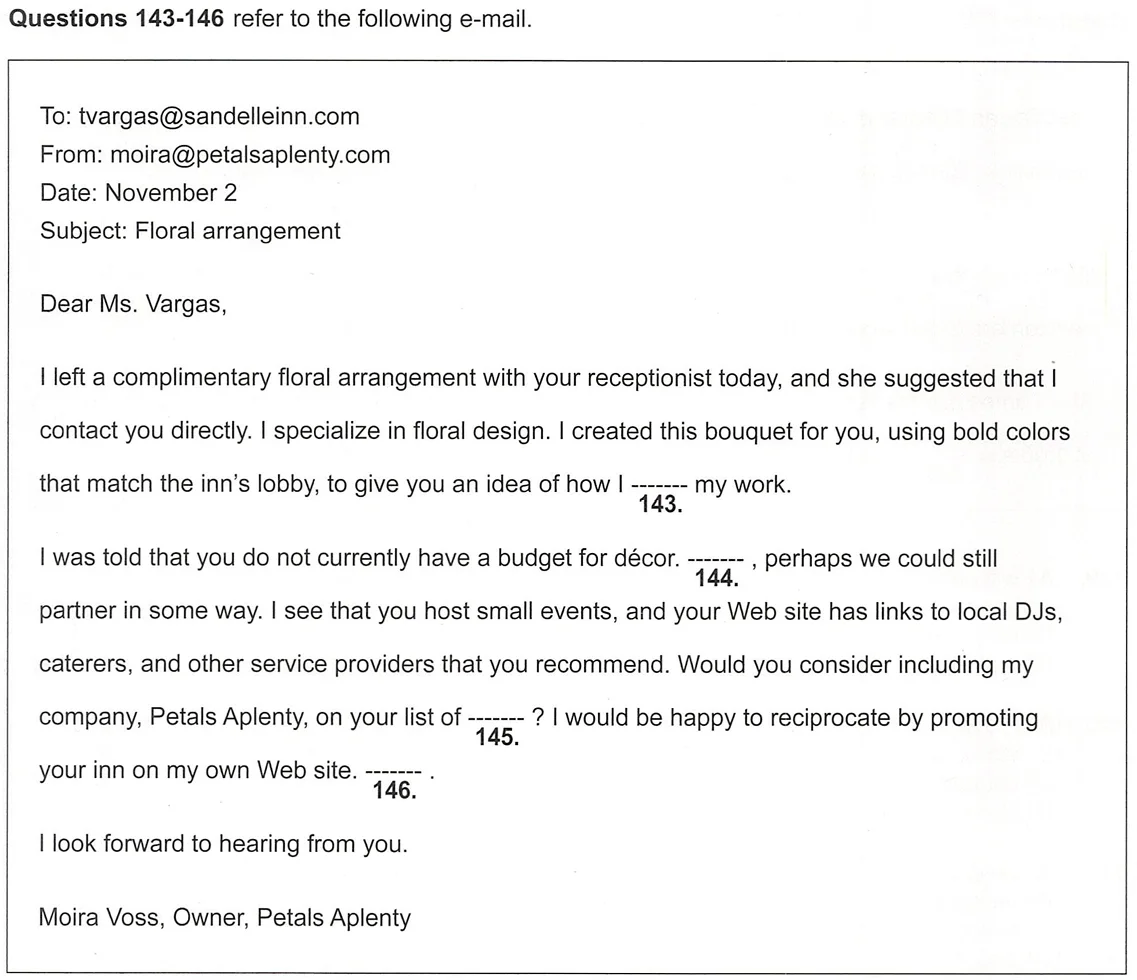 Questions 143-146 refer to the following e-mail.
To: tvargas@sandelleinn.com
From: moira@petalsaplenty.com
Date: November 2
Subject: Floral arrangement
Dear Ms. Vargas,
I left a complimentary floral arrangement with your receptionist today, and she suggested that I
contact you directly. I specialize in floral design. I created this bouquet for you, using bold colors
that match the inn's lobby, to give you an idea of how I ------- my work.
143.
I was told that you do not currently have a budget for décor. ------- , perhaps we could still
144.
partner in some way. I see that you host small events, and your Web site has links to local DJs,
caterers, and other service providers that you recommend. Would you consider including my
company, Petals Aplenty, on your list of ------- ? I would be happy to reciprocate by promoting
145.
your inn on my own Web site. ------- .
146.
I look forward to hearing from you.
Moira Voss, Owner, Petals Aplenty